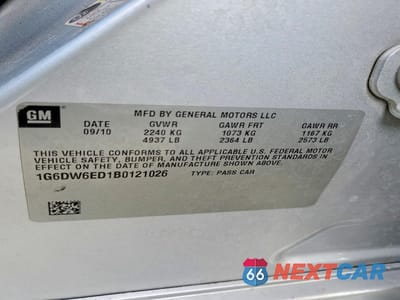 GM
MFD BY GENERAL MOTORS LLC
DATE GVWR GAWR FRT GAWR RR
09/10 2240 KG 1073 KG 1167 KG
4937 LB 2364 LB 2573 LB
THIS VEHICLE CONFORMS TO ALL APPLICABLE U.S. FEDERAL MOTOR
VEHICLE SAFETY, BUMPER, AND THEFT PREVENTION STANDARDS IN
EFFECT ON THE DATE OF MANUFACTURE SHOWN ABOVE.
1G6DW6ED1B0121026 TYPE: PASS CAR
66 NEXTCAR